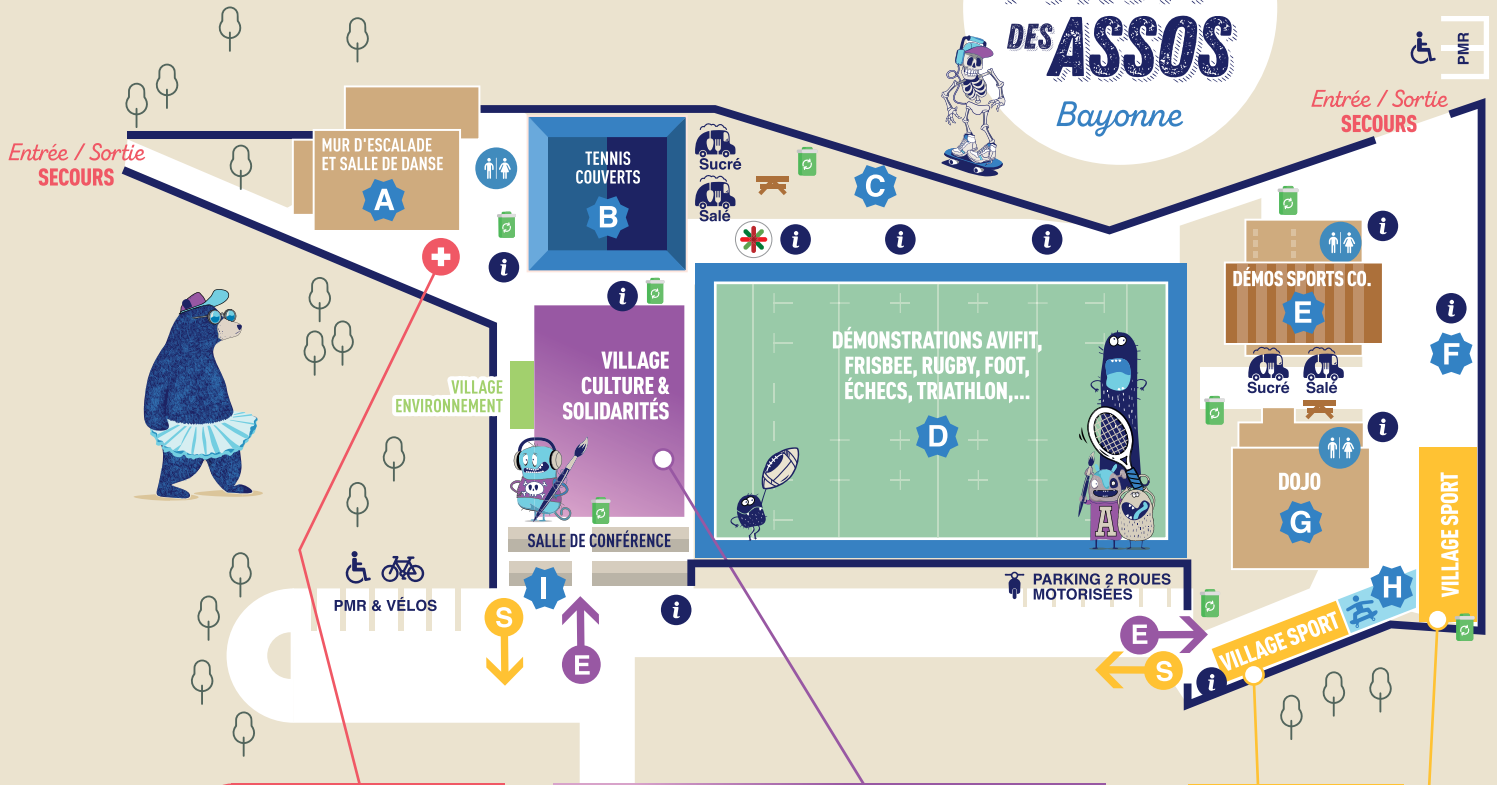 DES ASSOS
Bayonne
PMR
Entrée / Sortie
SECOURS
Entrée / Sortie
SECOURS
MUR D'ESCALADE
ET SALLE DE DANSE
A
TENNIS
COUVERTS
B
Sucré
Salé
C
i
i
i
i
i
i
DÉMOS SPORTS CO.
E
i
F
Sucré
Salé
VILLAGE
CULTURE &
SOLIDARITÉS
VILLAGE
ENVIRONNEMENT
DÉMONSTRATIONS AVIFIT,
FRISBEE, RUGBY, FOOT,
ÉCHECS, TRIATHLON,...
D
A
i
DOJO
G
VILLAGE SPORT
SALLE DE CONFÉRENCE
I
PMR & VÉLOS
S
E
i
PARKING 2 ROUES
MOTORISÉES
E
S
H
VILLAGE SPORT
i